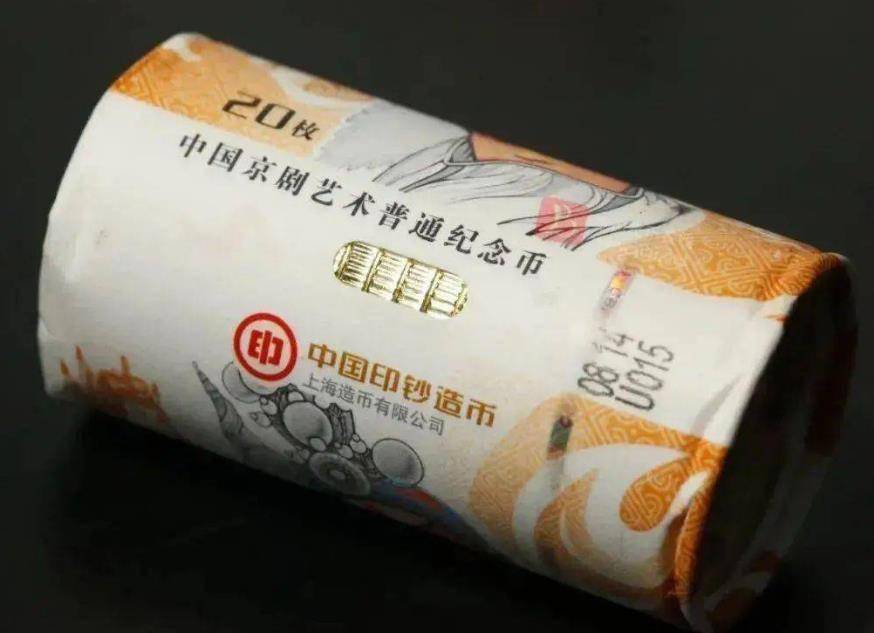 20枚
中国京剧艺术普通纪念币
印
中国印钞造币
上海造币有限公司
08 14
U015